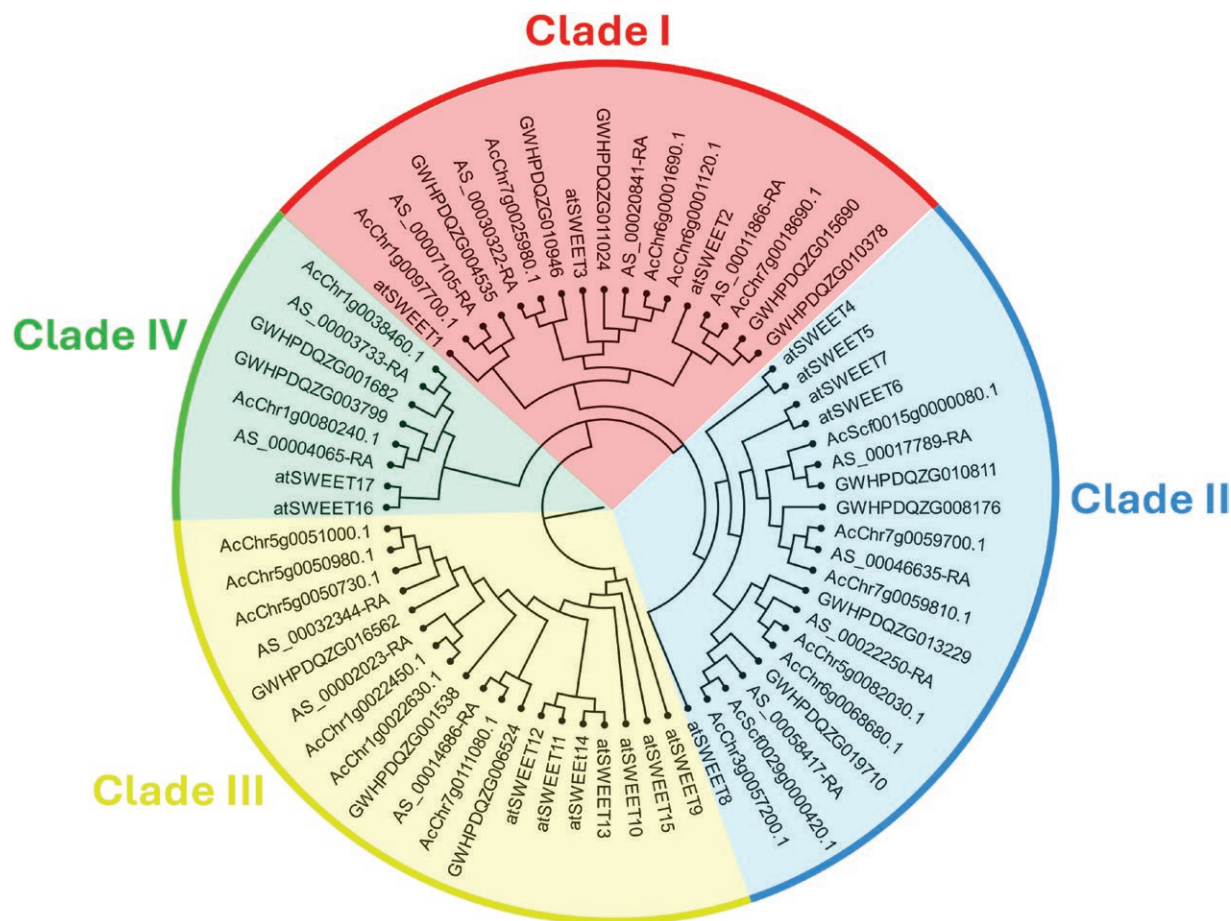 Clade I
atSWEET1
AcChr1g0097700.1
AS_00007105-RA
GWHPDQZG004535
AS_00030322-RA
AcChr7g0025980.1
GWHPDQZG010946
atSWEET3
GWHPDQZG011024
AS_00020841-RA
AcChr6g0001690.1
AcChr6g0001120.1
atSWEET2
AS_00011866-RA
AcChr7g0018690.1
GWHPDQZG015690
GWHPDQZG010378
Clade II
atSWEET4
atSWEET5
atSWEET7
atSWEET6
AcScf0015g0000080.1
AS_00017789-RA
GWHPDQZG010811
GWHPDQZG008176
AcChr7g0059700.1
AS_00046635-RA
AcChr7g0059810.1
GWHPDQZG013229
AS_00022250-RA
AcChr5g0082030.1
AcChr6g0068680.1
GWHPDQZG019710
AS_00058417-RA
AcScf0029g0000420.1
AcChr3g0057200.1
atSWEET8
Clade III
atSWEET9
atSWEET15
atSWEET10
atSWEET13
atSWEEt14
atSWEET11
atSWEET12
GWHPDQZG006524
AcChr7g0111080.1
AS_00014686-RA
GWHPDQZG001538
AcChr1g0022630.1
AcChr1g0022450.1
AS_00002023-RA
GWHPDQZG016562
AS_00032344-RA
AcChr5g0050730.1
AcChr5g0050980.1
AcChr5g0051000.1
Clade IV
atSWEET16
atSWEET17
AS_00004065-RA
AcChr1g0080240.1
GWHPDQZG003799
GWHPDQZG001682
AS_00003733-RA
AcChr1g0038460.1